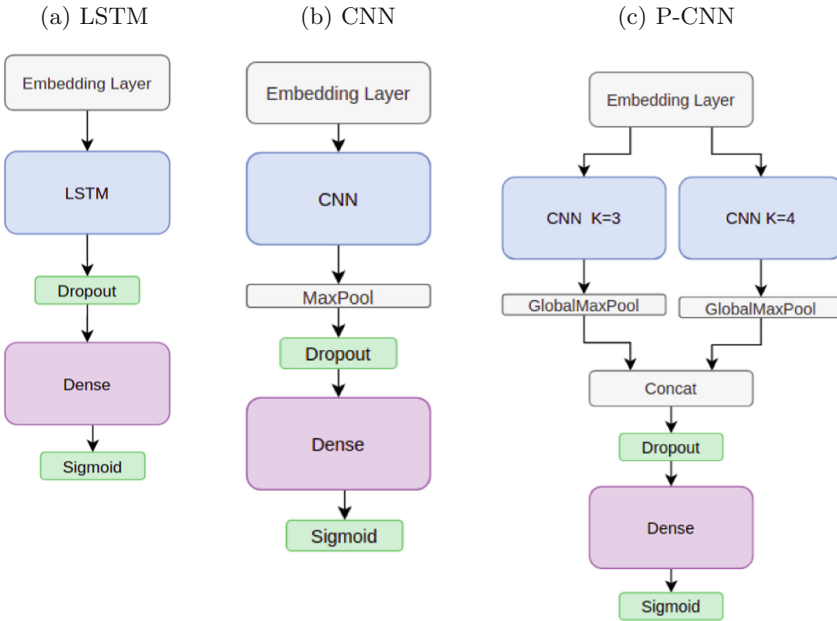 (a) LSTM
Embedding Layer
LSTM
Dropout
Dense
Sigmoid
(b) CNN
Embedding Layer
CNN
MaxPool
Dropout
Dense
Sigmoid
(c) P-CNN
Embedding Layer
CNN K=3
CNN K=4
GlobalMaxPool
GlobalMaxPool
Concat
Dropout
Dense
Sigmoid